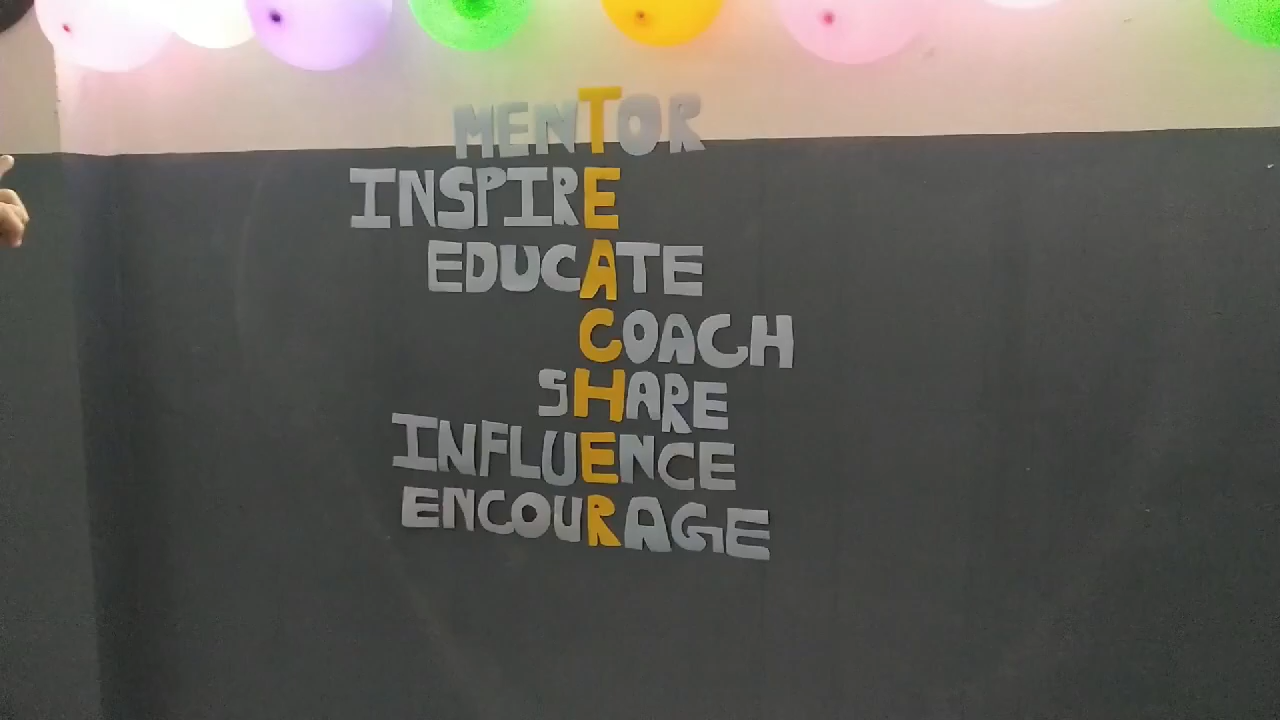 MENTOR
INSPIRE
EDUCATE
COACH
SHARE
INFLUENCE
ENCOURAGE